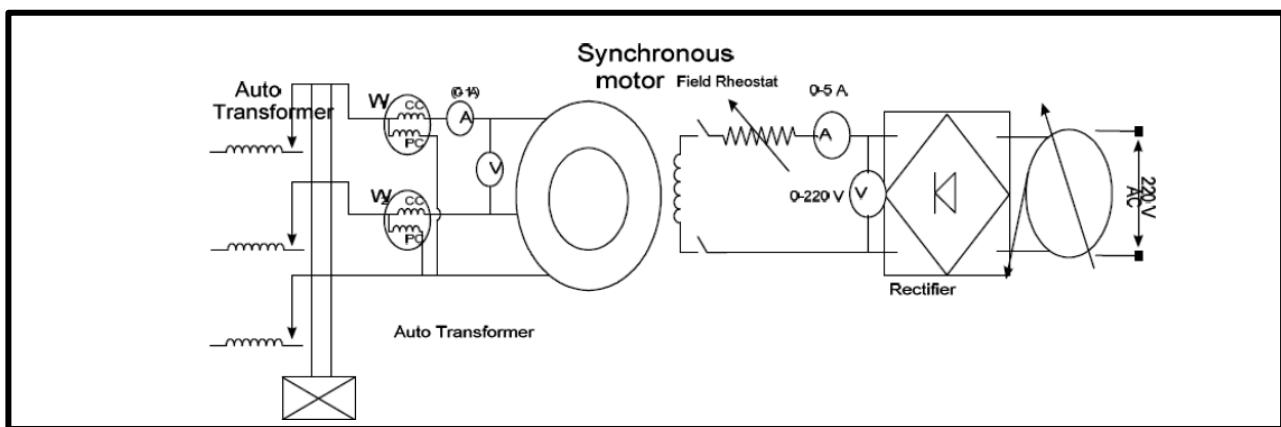 Synchronous
motor
Auto
Transformer
W1
CC
PC
(0-1A)
A
V
W2
CC
PC
Field Rheostat
0-5 A
A
0-220 V
V
220 V
AC
Rectifier
Auto Transformer